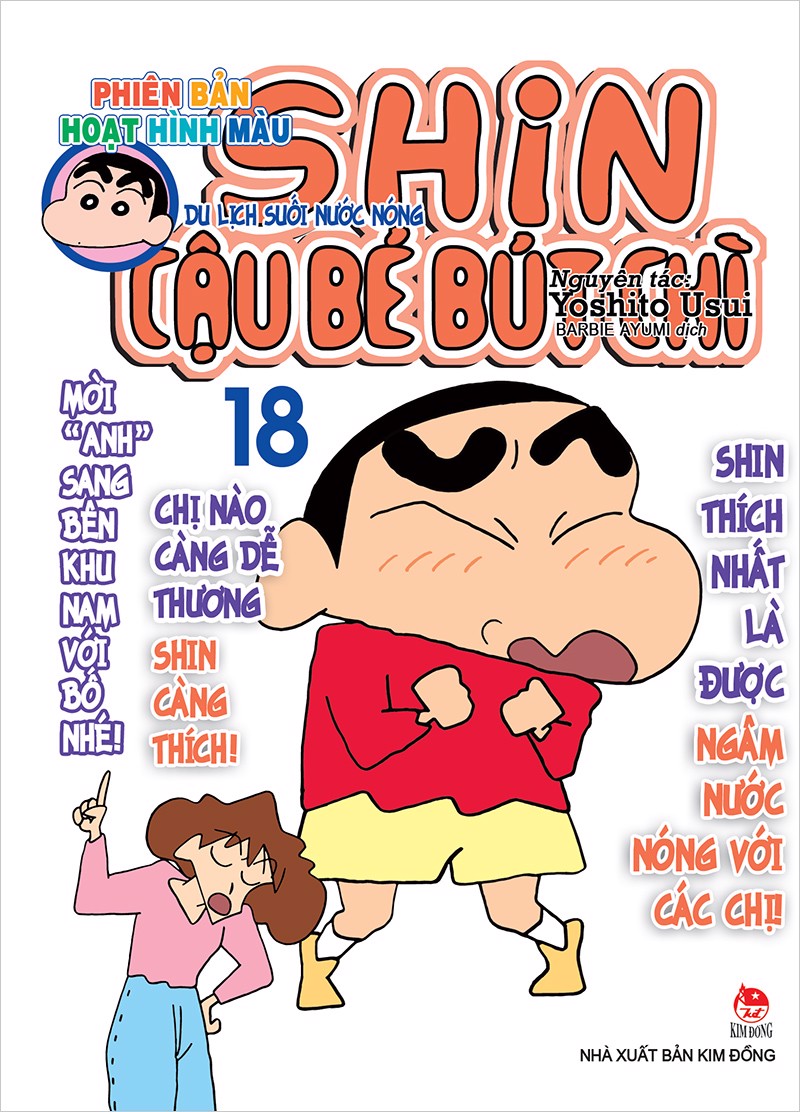 PHIÊN BẢN
HOẠT HÌNH MÀU
SHiN
DU LỊCH SUỐI NƯỚC NÓNG
CẬU BÉ BÚT CHÌ
Nguyên tác:
Yoshito Usui
BARBIE AYUMI dịch
18
MỜI
“ANH”
SANG
BÊN
KHU
NAM
VỚI
BỐ
NHÉ!
CHỊ NÀO
CÀNG DỄ
THƯƠNG
SHIN
CÀNG
THÍCH!
SHIN
THÍCH
NHẤT
LÀ
ĐƯỢC
NGÂM
NƯỚC
NÓNG VỚI
CÁC CHỊ!
KIM ĐỒNG
NHÀ XUẤT BẢN KIM ĐỒNG